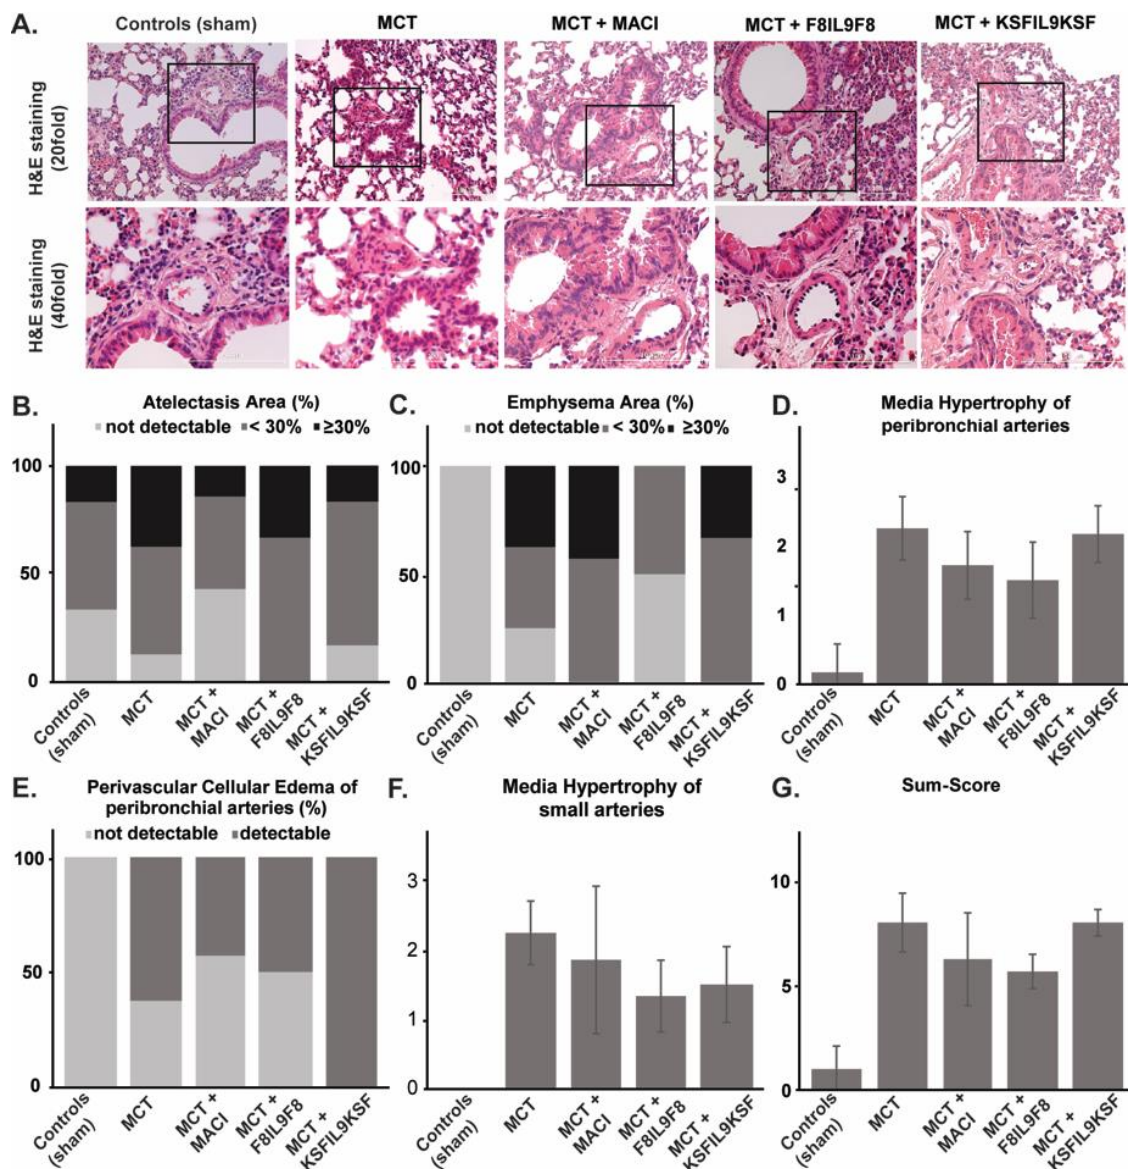 A.
Controls (sham)
MCT
MCT + MACI
MCT + F8IL9F8
MCT + KSFIL9KSF
H&E staining
(20fold)
H&E staining
(40fold)
B.
Atelectasis Area (%)
not detectable < 30% ≥30%
100
50
0
Controls
(sham)
MCT
MCT +
MACI
MCT +
F8IL9F8
MCT +
KSFIL9KSF
C.
Emphysema Area (%)
not detectable < 30% ≥30%
100
50
0
Controls
(sham)
MCT
MCT +
MACI
MCT +
F8IL9F8
MCT +
KSFIL9KSF
D.
Media Hypertrophy of
peribronchial arteries
3
2
1
0
Controls
(sham)
MCT
MCT +
MACI
MCT +
F8IL9F8
MCT +
KSFIL9KSF
E.
Perivascular Cellular Edema of
peribronchial arteries (%)
not detectable detectable
100
50
0
Controls
(sham)
MCT
MCT +
MACI
MCT +
F8IL9F8
MCT +
KSFIL9KSF
F.
Media Hypertrophy of
small arteries
3
2
1
0
Controls
(sham)
MCT
MCT +
MACI
MCT +
F8IL9F8
MCT +
KSFIL9KSF
G.
Sum-Score
10
5
0
Controls
(sham)
MCT
MCT +
MACI
MCT +
F8IL9F8
MCT +
KSFIL9KSF